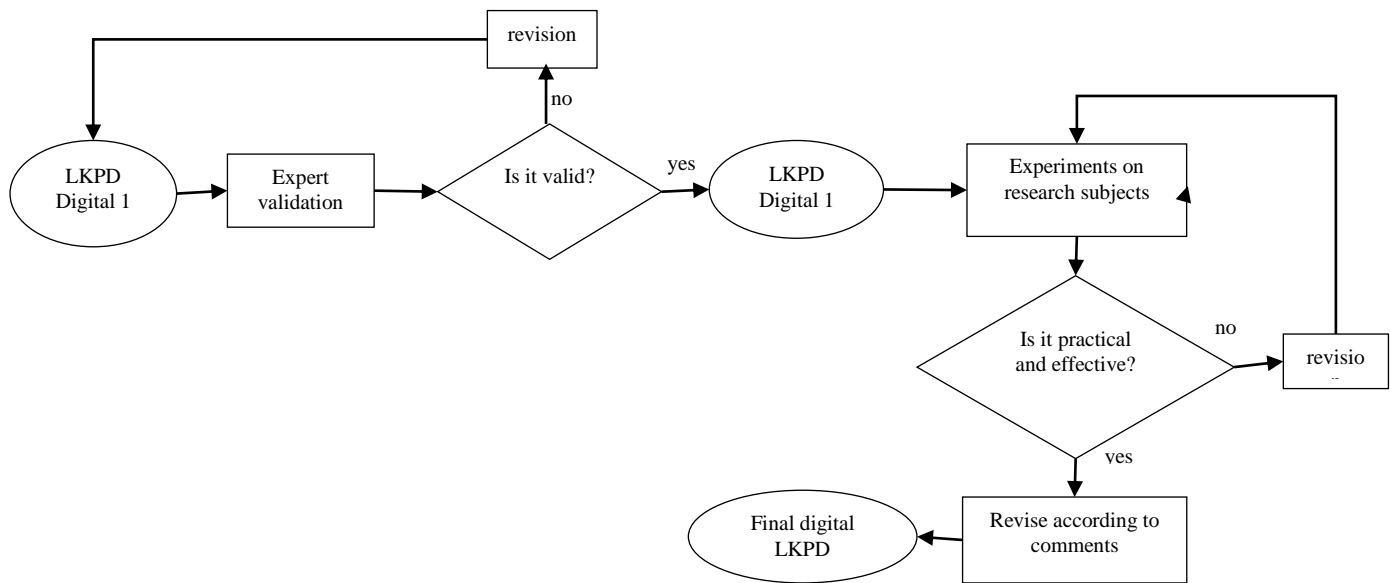 revision
no
LKPD
Digital 1
Expert
validation
Is it valid?
yes
LKPD
Digital 1
Experiments on
research subjects
Is it practical
and effective?
no
revisio
yes
Revise according to
comments
Final digital
LKPD